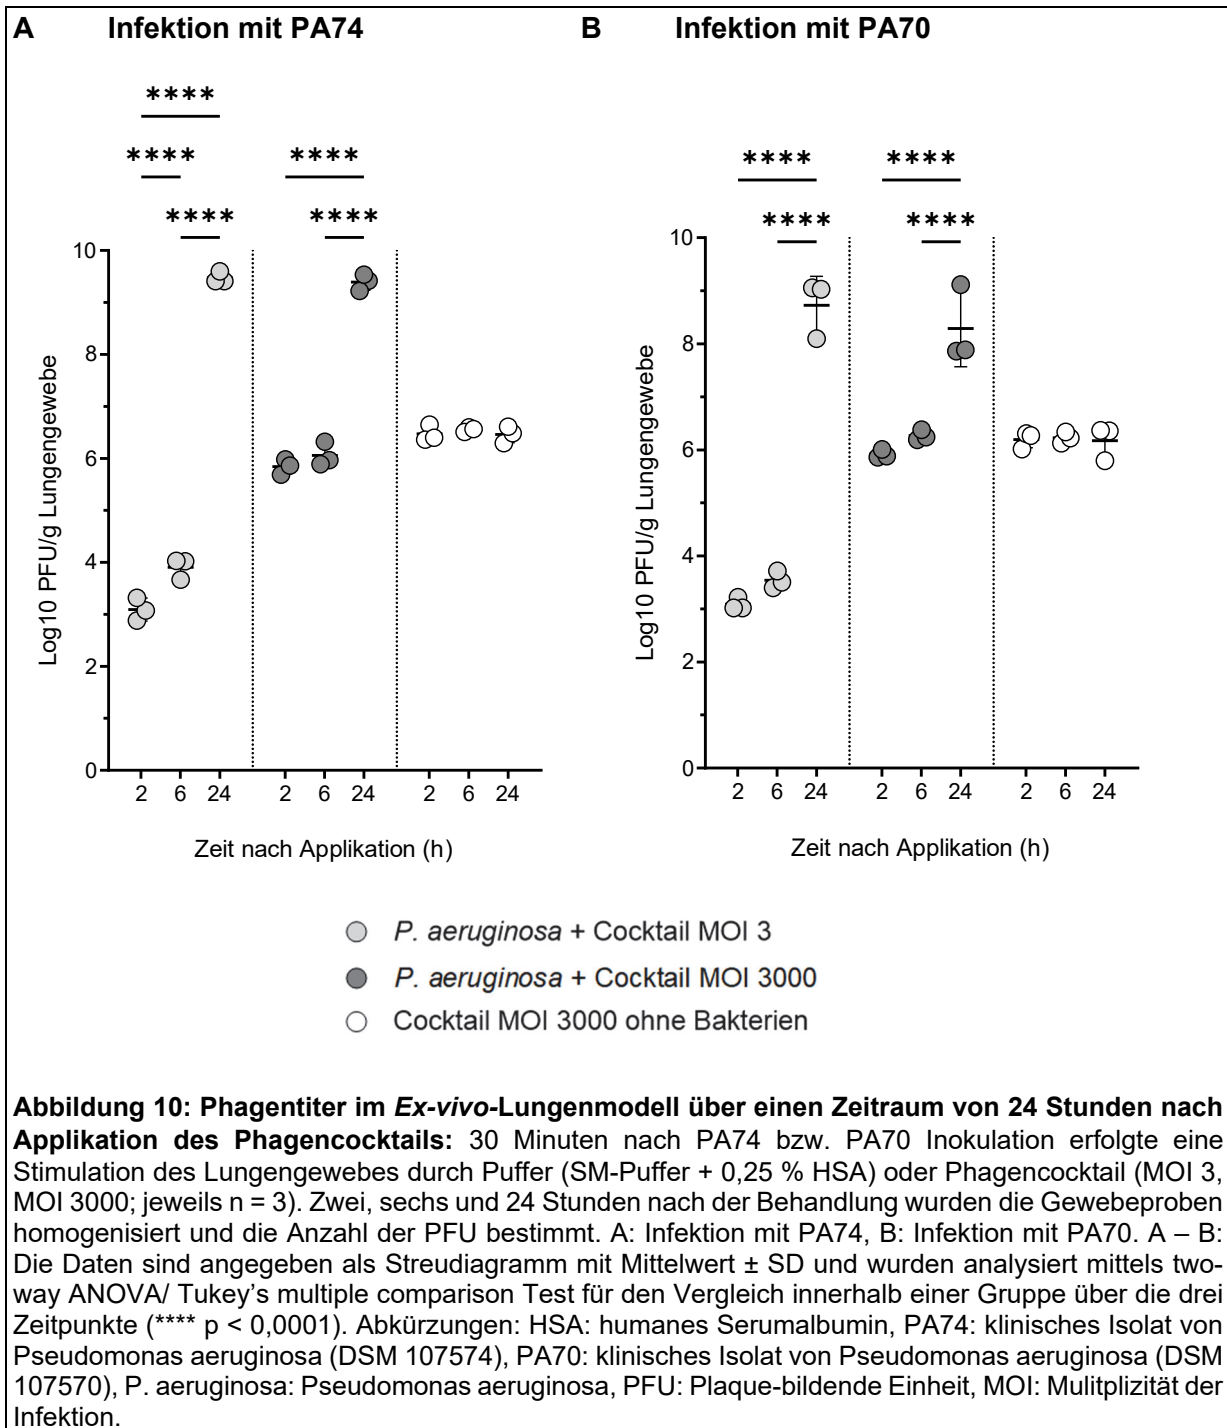 A Infektion mit PA74
B Infektion mit PA70
****
**** ****
**** ****
**** ****
**** ****
Log10 PFU/g Lungengewebe
10
8
6
4
2
0
2 6 24 2 6 24 2 6 24
Zeit nach Applikation (h)
Log10 PFU/g Lungengewebe
10
8
6
4
2
0
2 6 24 2 6 24 2 6 24
Zeit nach Applikation (h)
P. aeruginosa + Cocktail MOI 3
P. aeruginosa + Cocktail MOI 3000
Cocktail MOI 3000 ohne Bakterien
Abbildung 10: Phagentiter im Ex-vivo-Lungenmodell über einen Zeitraum von 24 Stunden nach
Applikation des Phagencocktails: 30 Minuten nach PA74 bzw. PA70 Inokulation erfolgte eine
Stimulation des Lungengewebes durch Puffer (SM-Puffer + 0,25 % HSA) oder Phagencocktail (MOI 3,
MOI 3000; jeweils n = 3). Zwei, sechs und 24 Stunden nach der Behandlung wurden die Gewebeproben
homogenisiert und die Anzahl der PFU bestimmt. A: Infektion mit PA74, B: Infektion mit PA70. A – B:
Die Daten sind angegeben als Streudiagramm mit Mittelwert ± SD und wurden analysiert mittels two-
way ANOVA/ Tukey's multiple comparison Test für den Vergleich innerhalb einer Gruppe über die drei
Zeitpunkte (**** p < 0,0001). Abkürzungen: HSA: humanes Serumalbumin, PA74: klinisches Isolat von
Pseudomonas aeruginosa (DSM 107574), PA70: klinisches Isolat von Pseudomonas aeruginosa (DSM
107570), P. aeruginosa: Pseudomonas aeruginosa, PFU: Plaque-bildende Einheit, MOI: Mulitplizität der
Infektion.